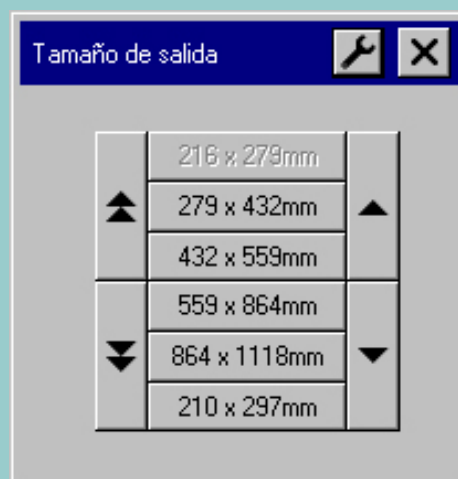 Tamaño de salida
216 x 279mm
279 x 432mm
432 x 559mm
559 x 864mm
864 x 1118mm
210 x 297mm